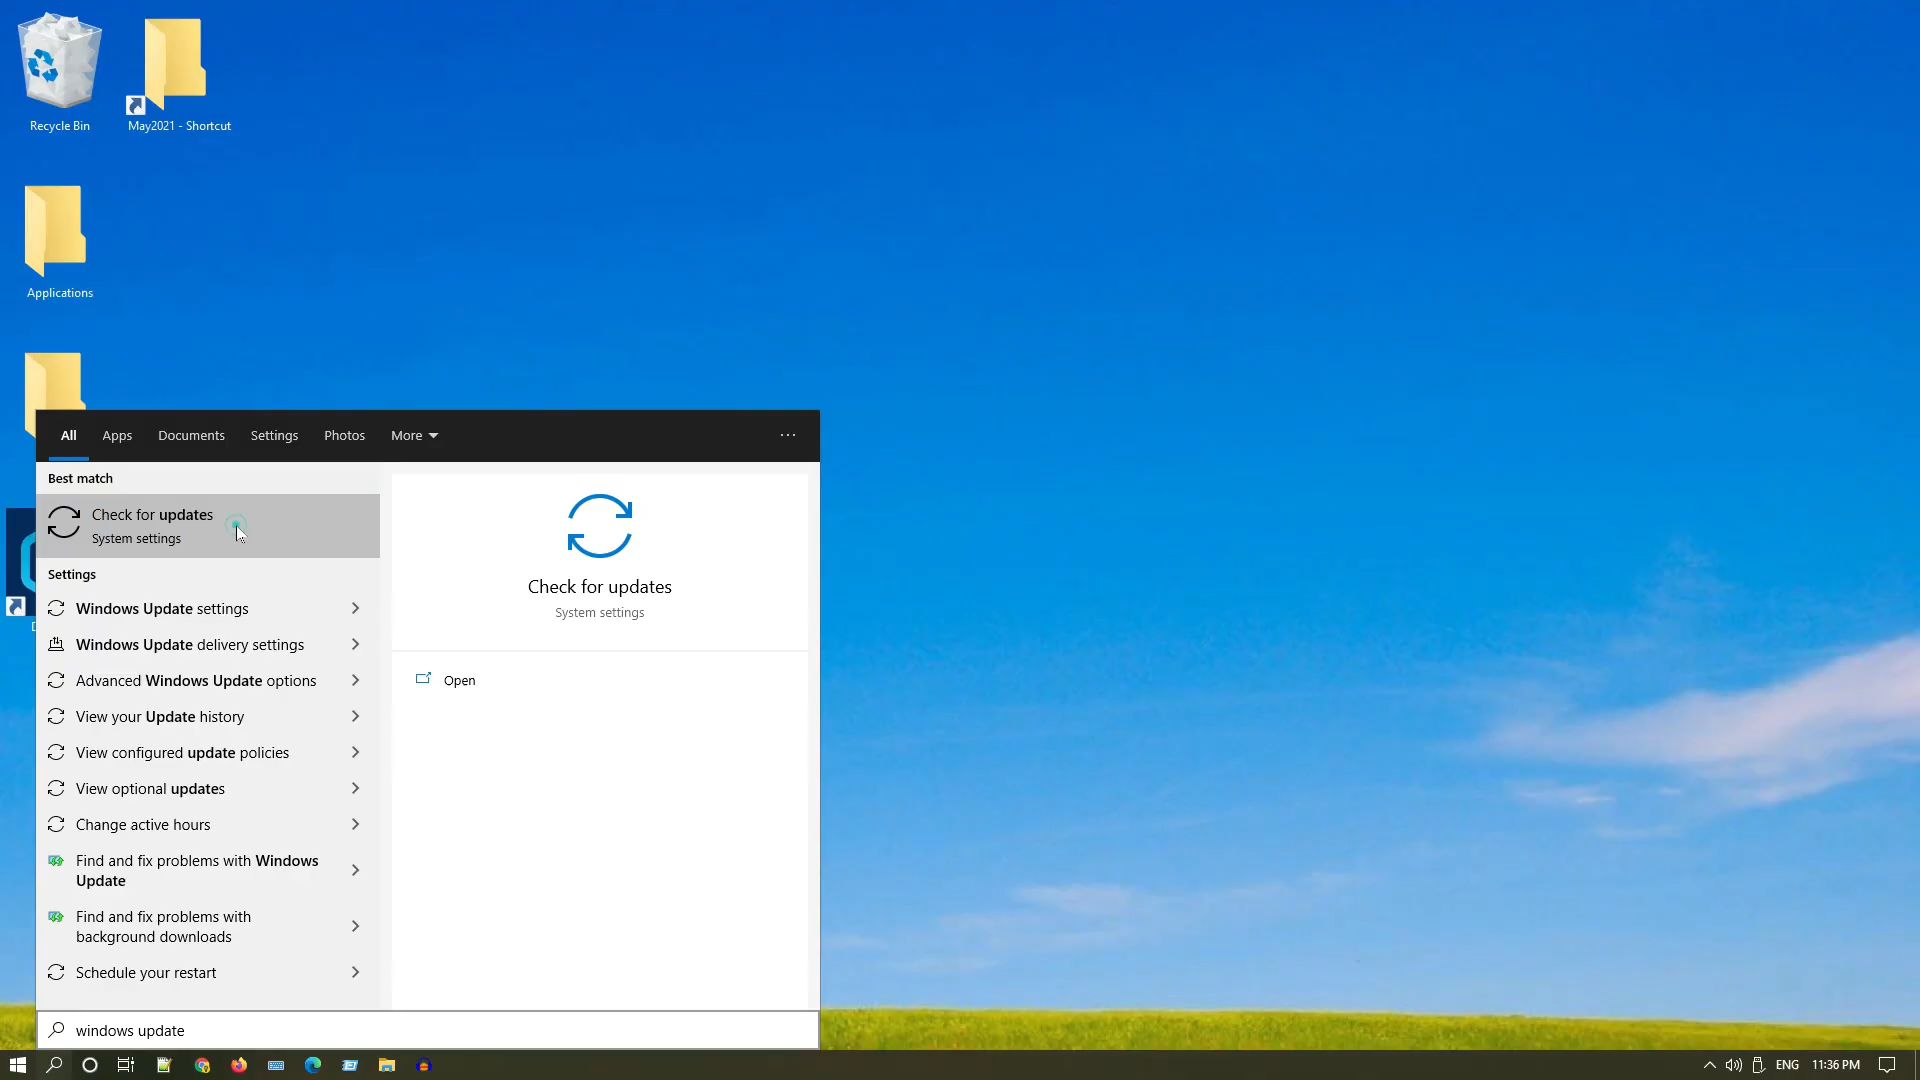 Recycle Bin
May2021 - Shortcut
Applications
All Apps Documents Settings Photos More
Best match
Check for updates
System settings
Settings
Windows Update settings
Windows Update delivery settings
Advanced Windows Update options
View your Update history
View configured update policies
View optional updates
Change active hours
Find and fix problems with Windows
Update
Find and fix problems with
background downloads
Schedule your restart
Check for updates
System settings
Open
windows update
ENG 11:36 PM